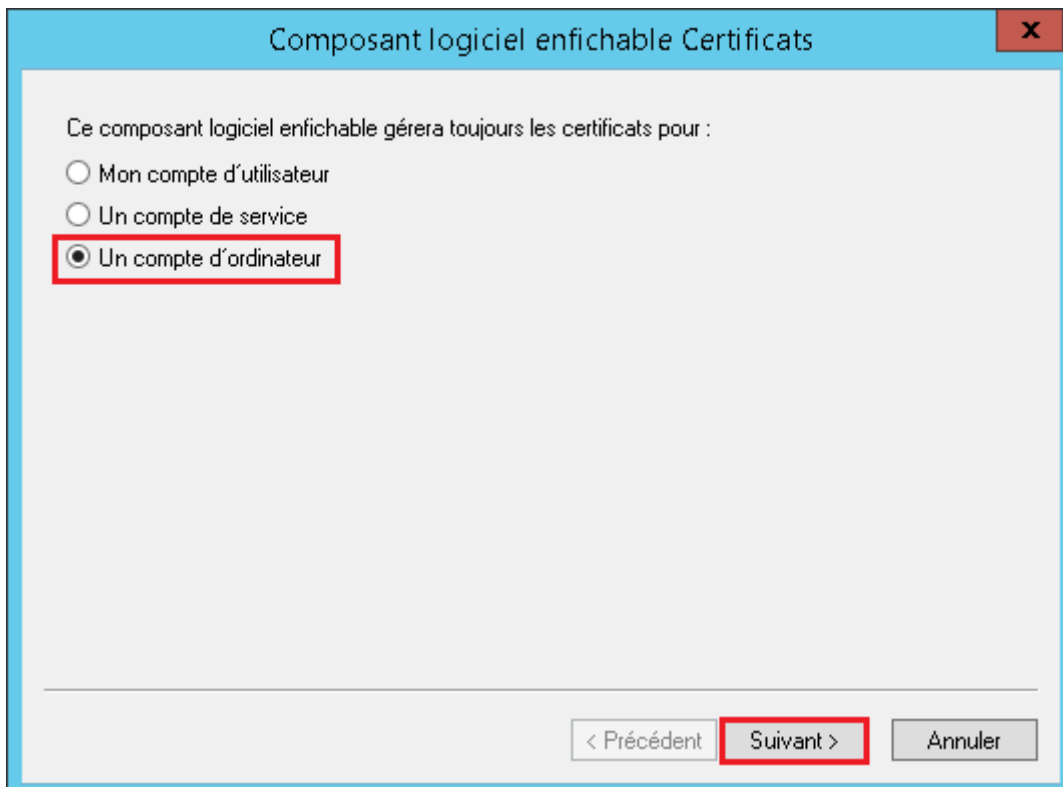 Composant logiciel enfichable Certificats
x
Ce composant logiciel enfichable gérera toujours les certificats pour :
Mon compte d´utilisateur
Un compte de service
Un compte d´ordinateur
< Précédent
Suivant >
Annuler